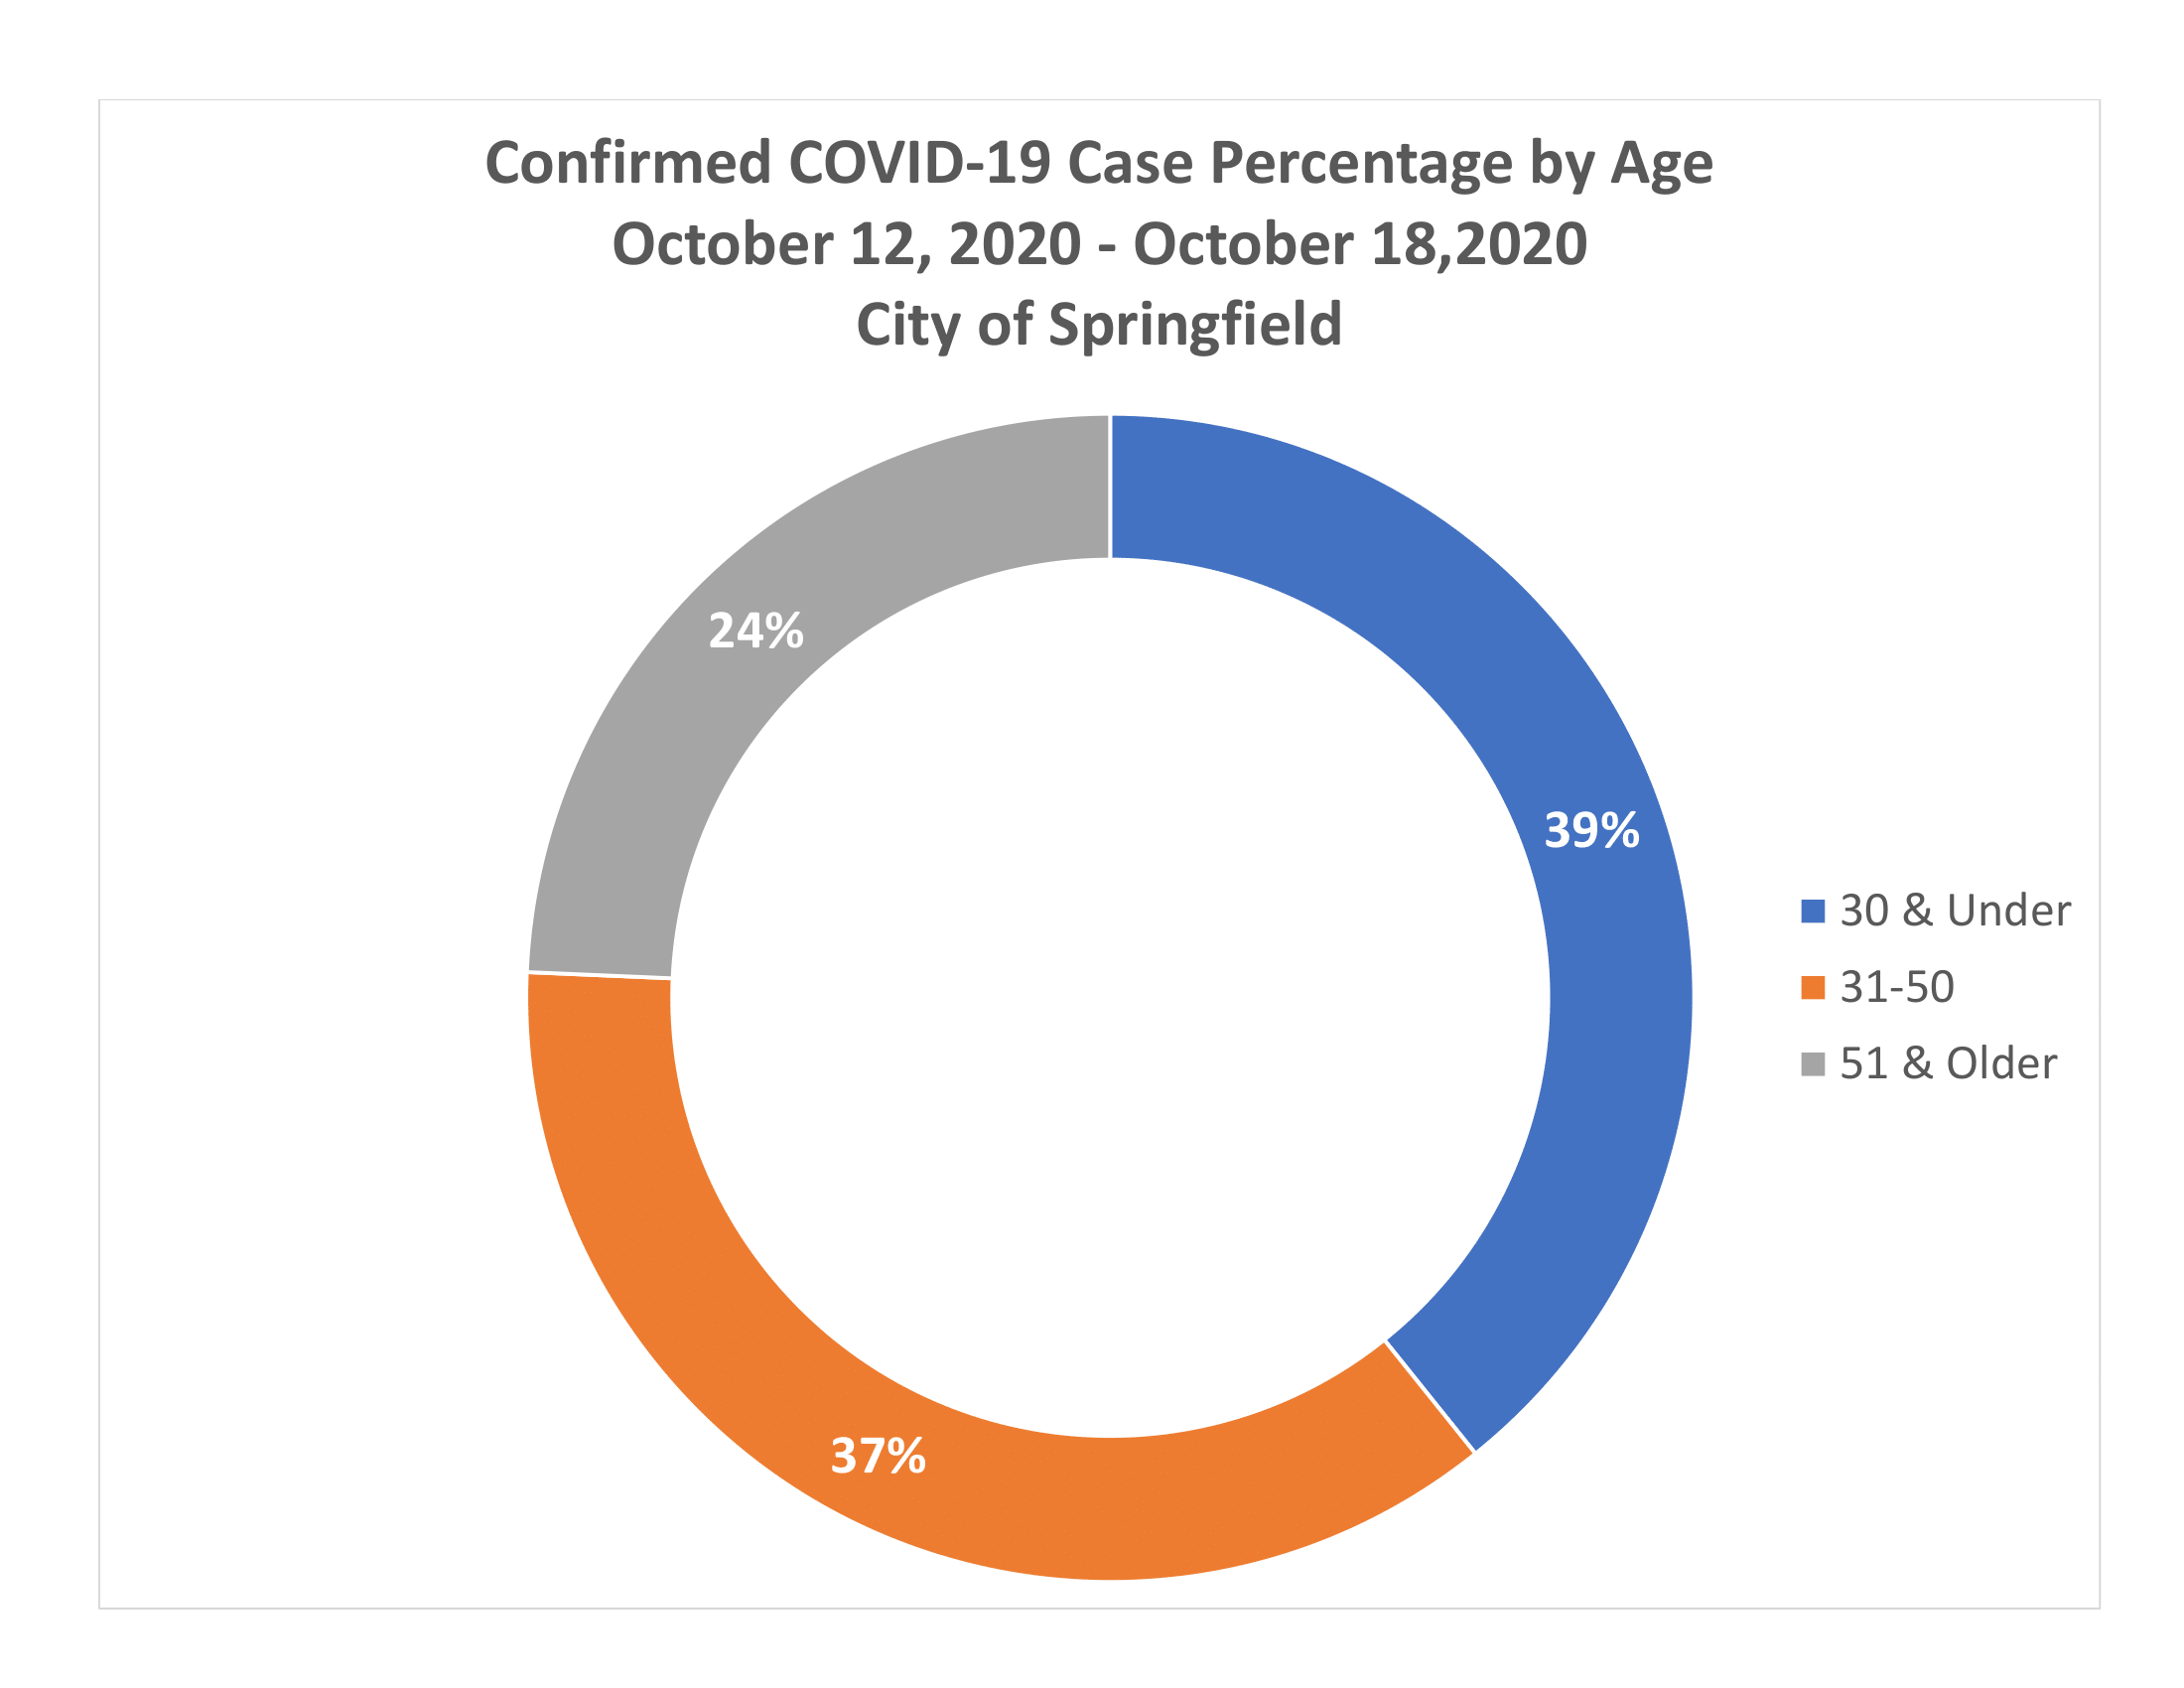 Confirmed COVID-19 Case Percentage by Age
October 12, 2020 - October 18,2020
City of Springfield
24%
39%
30 & Under
31-50
51 & Older
37%